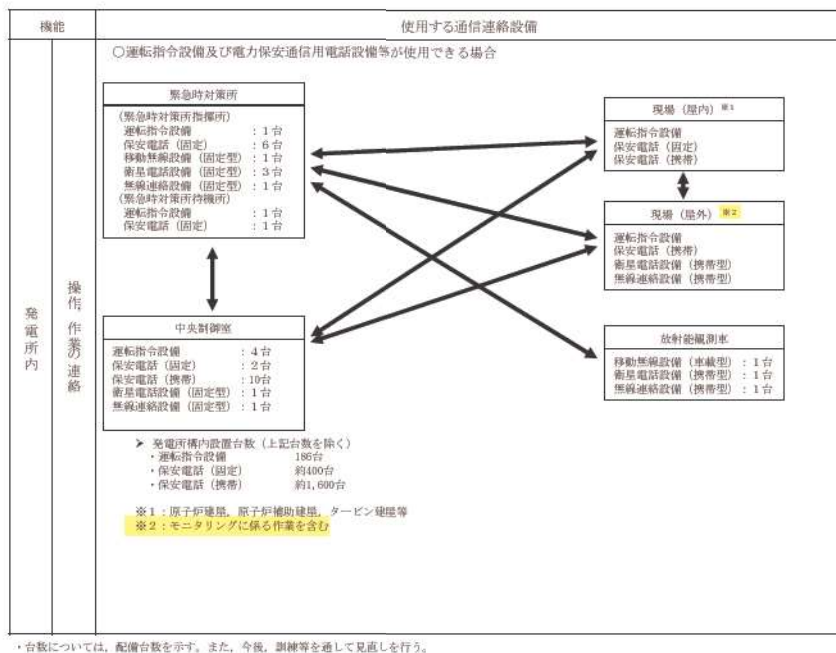 機能
使用する通信連絡設備
発電所内
操作，作業の連絡
○運転指令設備及び電力保安通信用電話設備等が使用できる場合
緊急時対策所
(緊急時対策所指揮所)
運転指令設備 ：1台
保安電話（固定） ：6台
移動無線設備（固定型）：1台
衛星電話設備（固定型）：3台
無線連絡設備（固定型）：1台
(緊急時対策所待機所)
運転指令設備 ：1台
保安電話（固定） ：1台
中央制御室
運転指令設備 ：4台
保安電話（固定） ：2台
保安電話（携帯） ：10台
衛星電話設備（固定型）：1台
無線連絡設備（固定型）：1台
現場（屋内）※1
運転指令設備
保安電話（固定）
保安電話（携帯）
現場（屋外）※2
運転指令設備
保安電話（携帯）
衛星電話設備（携帯型）
無線連絡設備（携帯型）
放射能観測車
移動無線設備（車載型）：1台
衛星電話設備（携帯型）：1台
無線連絡設備（携帯型）：1台
➤ 発電所構内設置台数（上記台数を除く）
・運転指令設備 186台
・保安電話（固定） 約400台
・保安電話（携帯） 約1,600台
※1：原子炉建屋，原子炉補助建屋，タービン建屋等
※2：モニタリングに係る作業を含む
・台数については，配備台数を示す。また，今後，訓練等を通して見直しを行う。